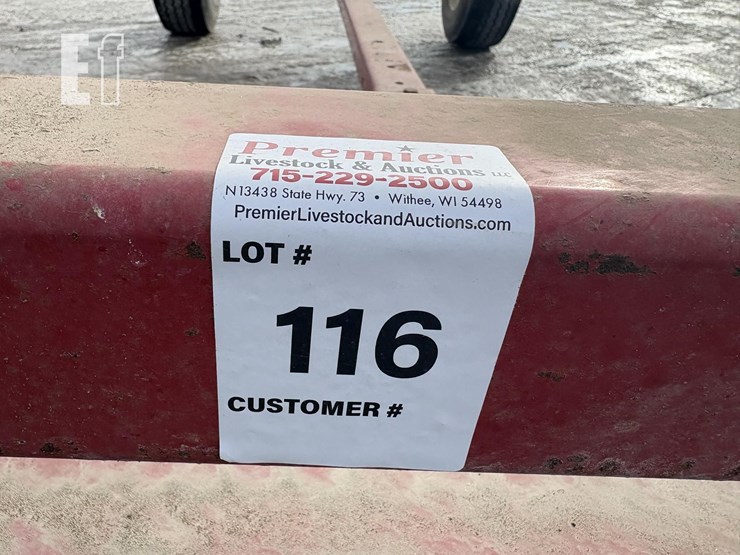 Ef
Premier
Livestock & Auctions LLC
715-229-2500
N13438 State Hwy. 73 • Withee, WI 54498
PremierLivestockandAuctions.com
LOT #
116
CUSTOMER #